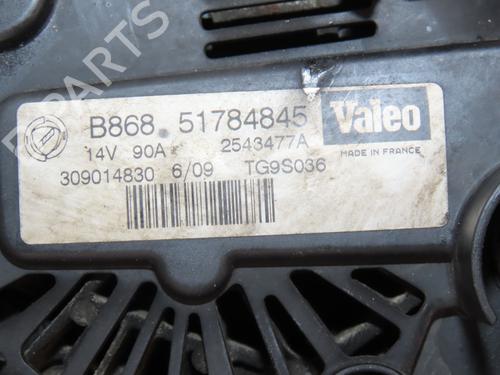 B868 51784845 Valeo
14V 90A 2543477A MADE IN FRANCE
309014830 6/09 TG9S036
B PARTS